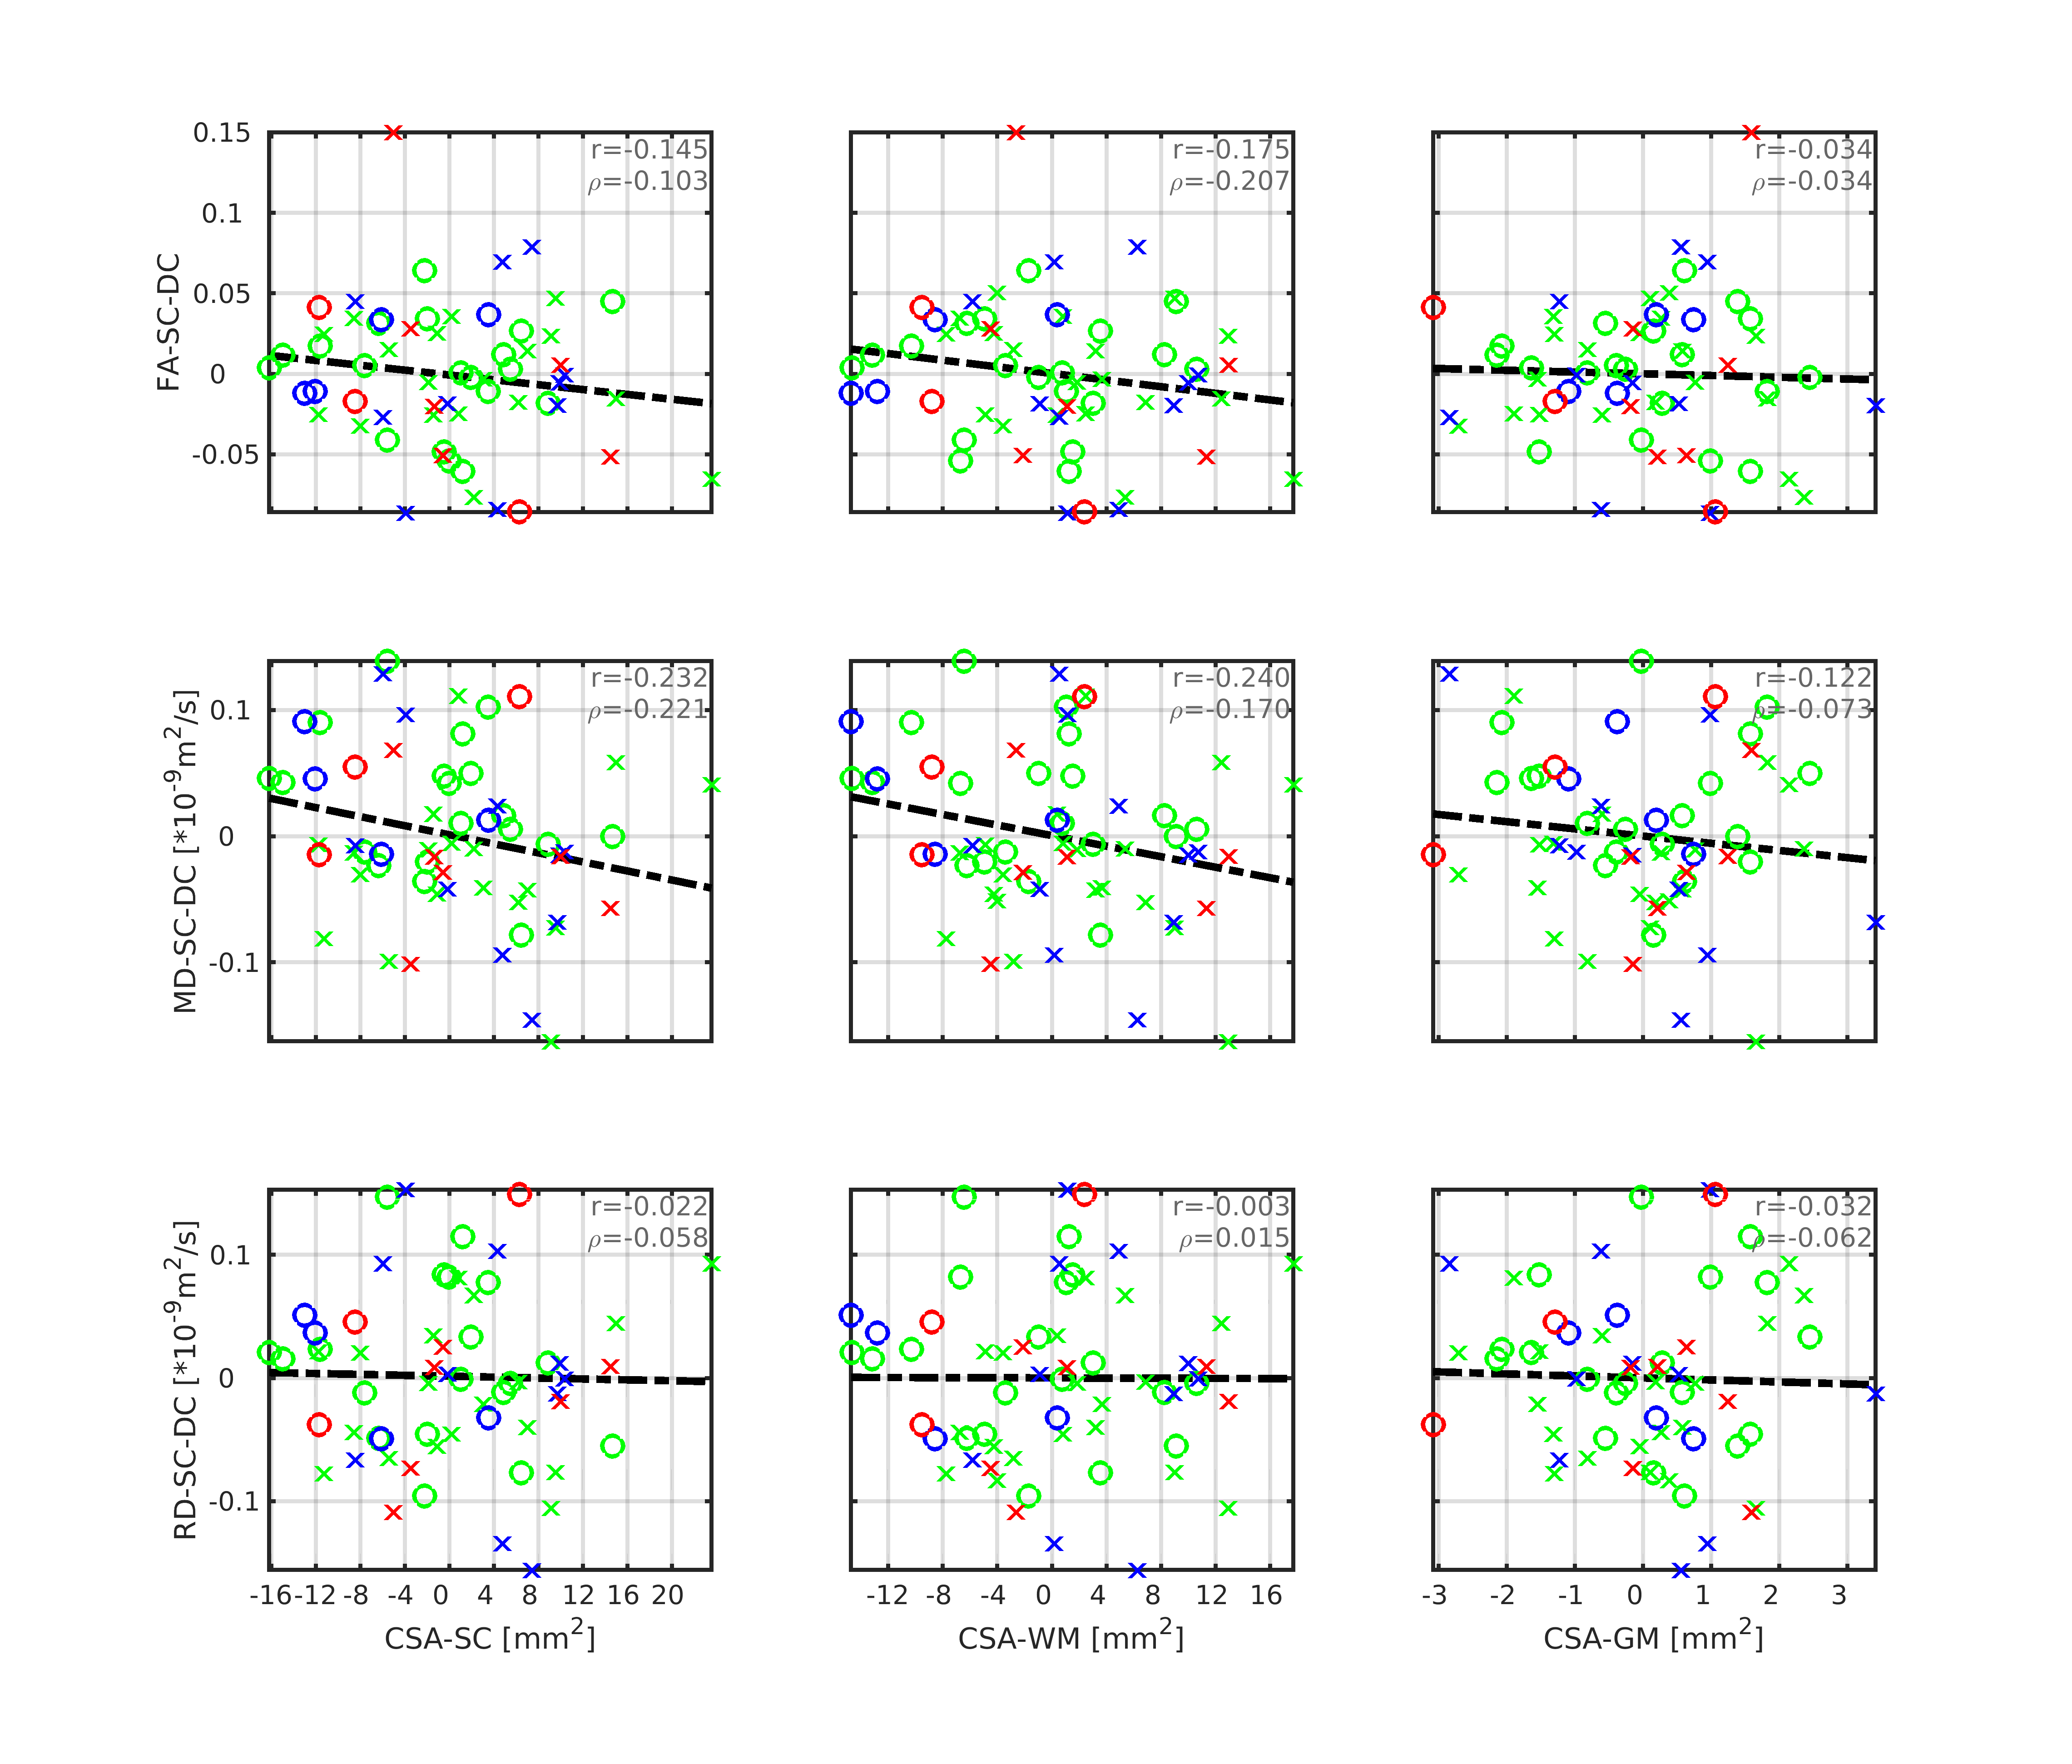 0.15
0.1
0.05
0
-0.05
FA-SC-DC
r=-0.145
ρ=-0.103
r=-0.175
ρ=-0.207
r=-0.034
ρ=-0.034
0.1
0
-0.1
MD-SC-DC [*10⁻⁹m²/s]
r=-0.232
ρ=-0.221
r=-0.240
ρ=-0.170
r=-0.122
ρ=-0.073
0.1
0
-0.1
RD-SC-DC [*10⁻⁹m²/s]
r=-0.022
ρ=-0.058
r=-0.003
ρ=0.015
r=-0.032
ρ=-0.062
-16 -12 -8 -4 0 4 8 12 16 20
CSA-SC [mm²]
-12 -8 -4 0 4 8 12 16
CSA-WM [mm²]
-3 -2 -1 0 1 2 3
CSA-GM [mm²]